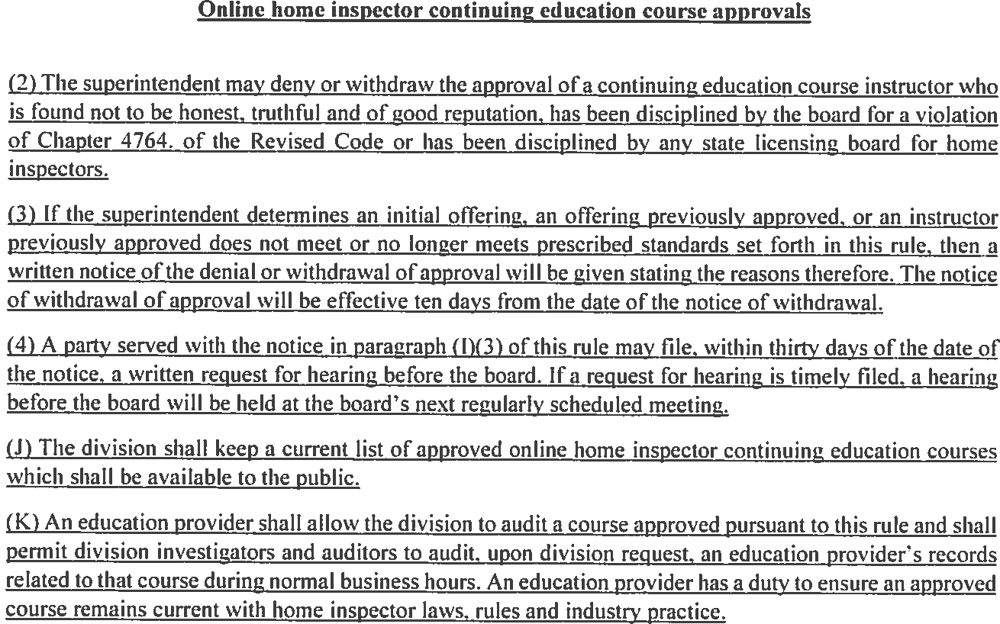 Online home inspector continuing education course approvals
(2) The superintendent may deny or withdraw the approval of a continuing education course instructor who
is found not to be honest, truthful and of good reputation, has been disciplined by the board for a violation
of Chapter 4764. of the Revised Code or has been disciplined by any state licensing board for home
inspectors.
(3) If the superintendent determines an initial offering, an offering previously approved, or an instructor
previously approved does not meet or no longer meets prescribed standards set forth in this rule, then a
written notice of the denial or withdrawal of approval will be given stating the reasons therefore. The notice
of withdrawal of approval will be effective ten days from the date of the notice of withdrawal.
(4) A party served with the notice in paragraph (I)(3) of this rule may file, within thirty days of the date of
the notice, a written request for hearing before the board. If a request for hearing is timely filed, a hearing
before the board will be held at the board's next regularly scheduled meeting.
(J) The division shall keep a current list of approved online home inspector continuing education courses
which shall be available to the public.
(K) An education provider shall allow the division to audit a course approved pursuant to this rule and shall
permit division investigators and auditors to audit, upon division request, an education provider's records
related to that course during normal business hours. An education provider has a duty to ensure an approved
course remains current with home inspector laws, rules and industry practice.